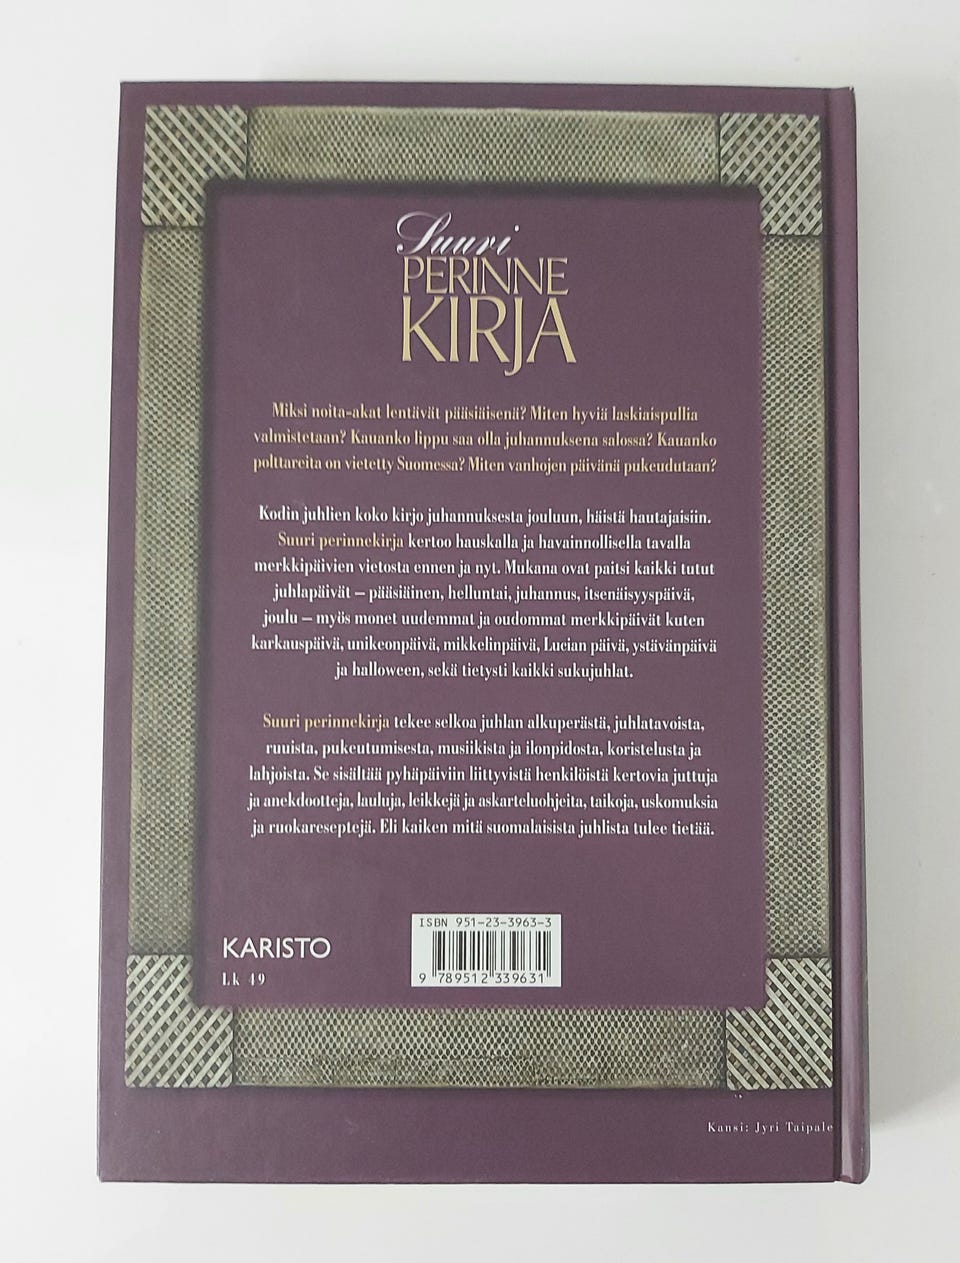 Suuri
PERINNE
KIRJA
Miksi noita-akat lentävät pääsiäisenä? Miten hyviä laskiaispullia
valmistetaan? Kauanko lippu saa olla juhannuksena salossa? Kauanko
polttareita on vietetty Suomessa? Miten vanhojen päivänä pukeudutaan?
Kodin juhlien koko kirjo juhannuksesta jouluun, häistä hautajaisiin.
Suuri perinnekirja kertoo hauskalla ja havainnollisella tavalla
merkkipäivien vietosta ennen ja nyt. Mukana ovat paitsi kaikki tutut
juhlapäivät – pääsiäinen, helluntai, juhannus, itsenäisyyspäivä,
joulu – myös monet uudemmat ja oudommat merkkipäivät kuten
karkauspäivä, unikeonpäivä, mikkelinpäivä, Lucian päivä, ystävänpäivä
ja halloween, sekä tietysti kaikki sukujuhlat.
Suuri perinnekirja tekee selkoa juhlan alkuperästä, juhlatavoista,
ruuista, pukeutumisesta, musiikista ja ilonpidosta, koristelusta ja
lahjoista. Se sisältää pyhäpäiviin liittyvistä henkilöistä kertovia juttuja
ja anekdootteja, lauluja, leikkejä ja askarteluohjeita, taikoja, uskomuksia
ja ruokareseptejä. Eli kaiken mitä suomalaisista juhlista tulee tietää.
ISBN 951-23-3963-3
KARISTO
Lk 49
9 789512 339631
Kansi: Jyri Taipale